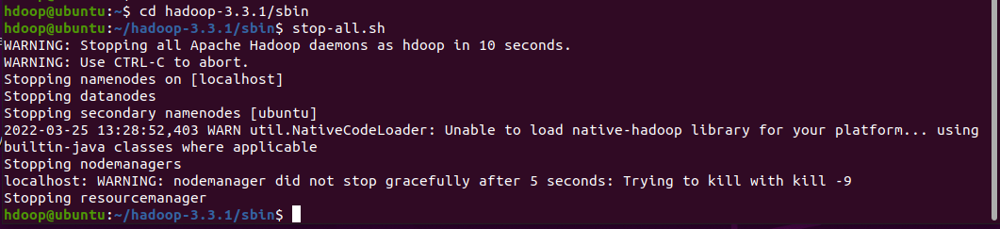 hdoop@ubuntu:~$ cd hadoop-3.3.1/sbin
hdoop@ubuntu:~/hadoop-3.3.1/sbin$ stop-all.sh
WARNING: Stopping all Apache Hadoop daemons as hdoop in 10 seconds.
WARNING: Use CTRL-C to abort.
Stopping namenodes on [localhost]
Stopping datanodes
Stopping secondary namenodes [ubuntu]
2022-03-25 13:28:52,403 WARN util.NativeCodeLoader: Unable to load native-hadoop library for your platform... using
builtin-java classes where applicable
Stopping nodemanagers
localhost: WARNING: nodemanager did not stop gracefully after 5 seconds: Trying to kill with kill -9
Stopping resourcemanager
hdoop@ubuntu:~/hadoop-3.3.1/sbin$